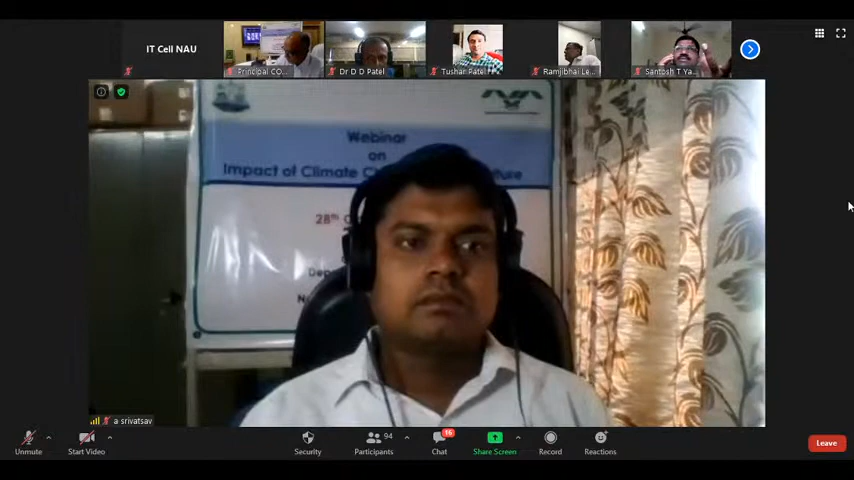 IT Cell NAU
Principal CO...
Dr D D Patel
Tushar Patel
Ramjibhai Le...
Santosh T Ya...
Webinar
on
Impact of Climate
28th
a srivatsav
Unmute
Start Video
Security
Participants
94
Chat
16
Share Screen
Record
Reactions
Leave